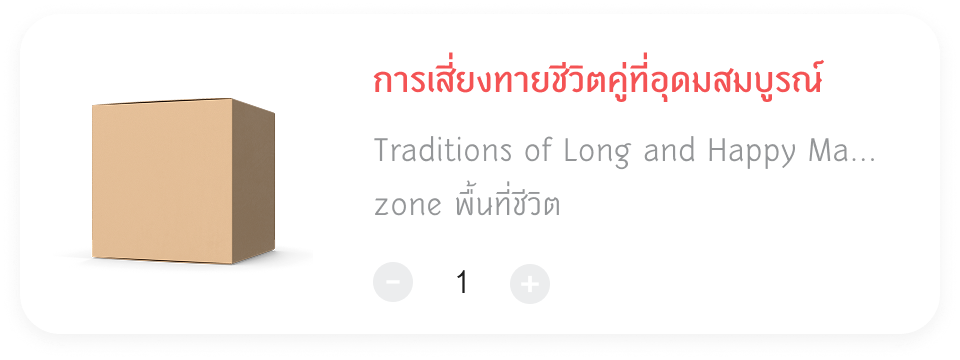 การเสี่ยงทายชีวิตคู่ที่อุดมสมบูรณ์
Traditions of Long and Happy Ma...
zone พื้นที่ชีวิต
- 1 +